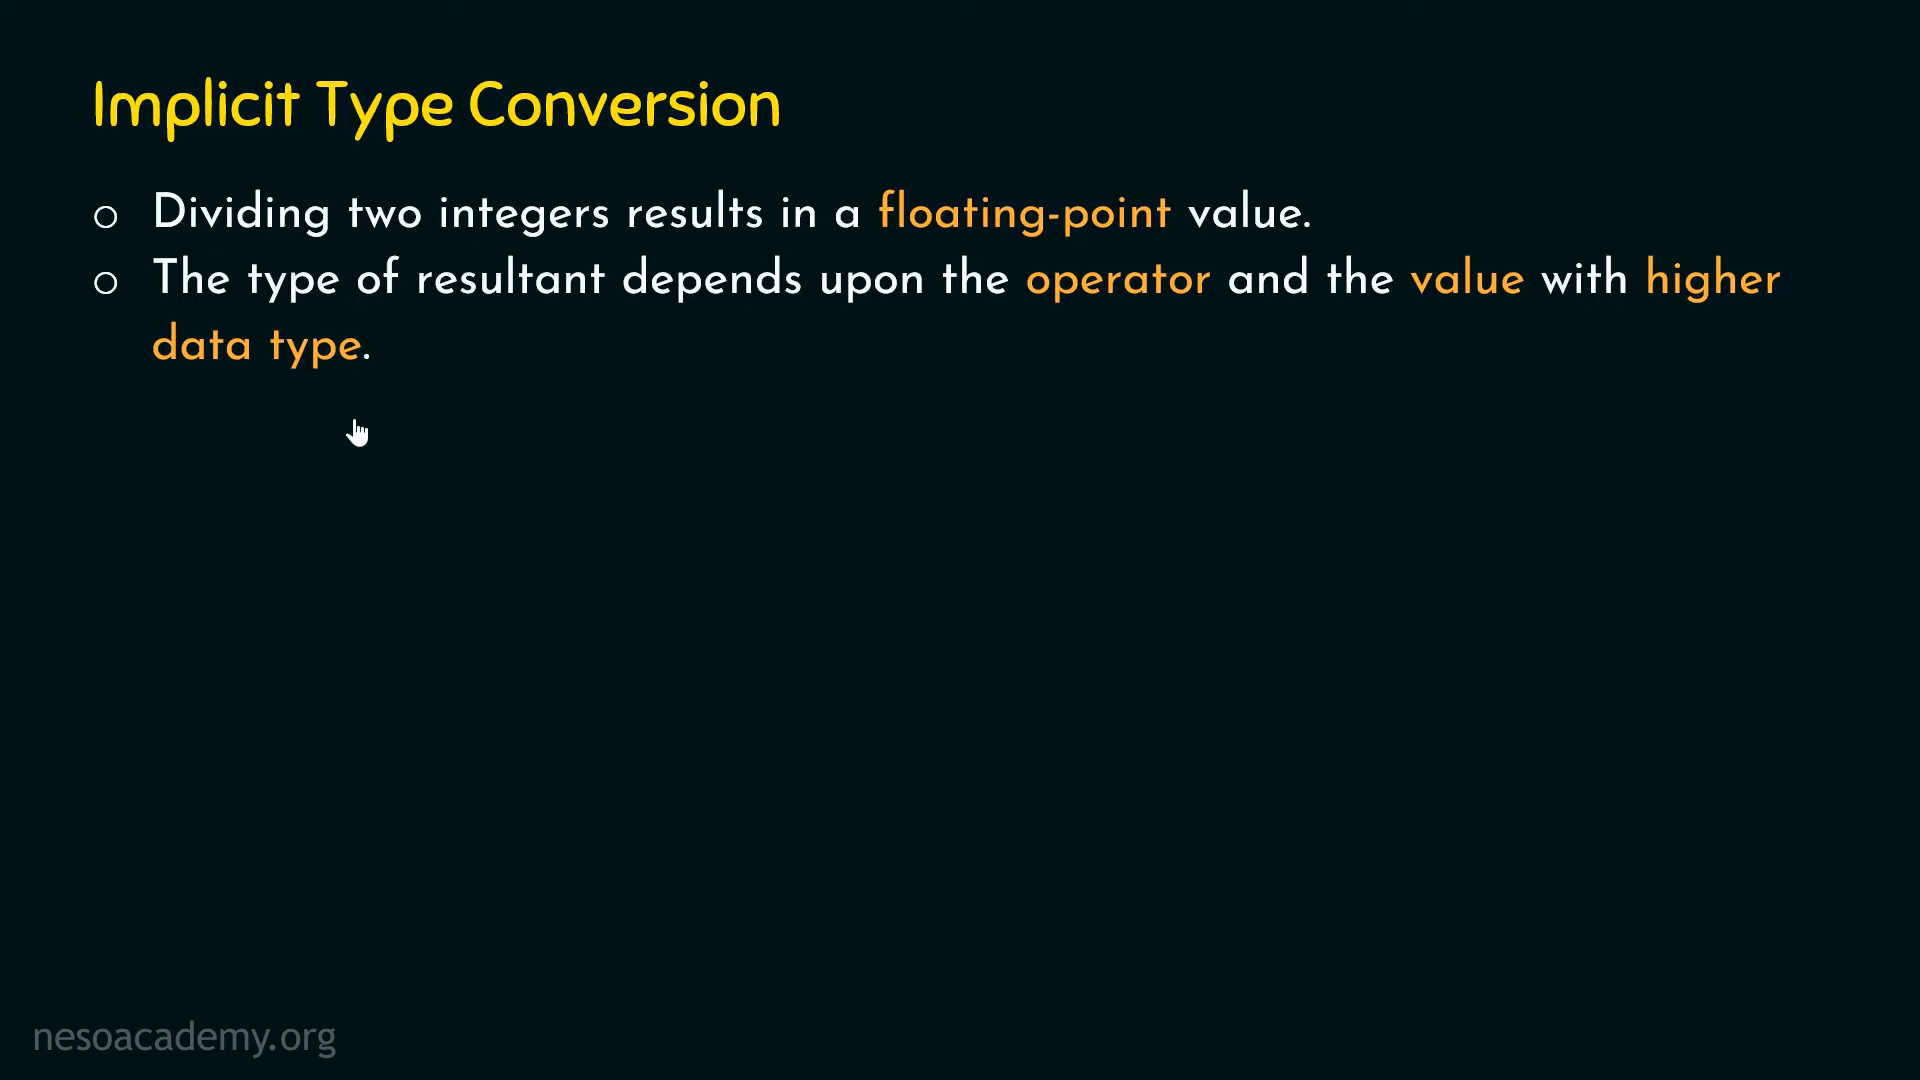 Implicit Type Conversion
○ Dividing two integers results in a floating-point value.
○ The type of resultant depends upon the operator and the value with higher
data type.
nesoacademy.org